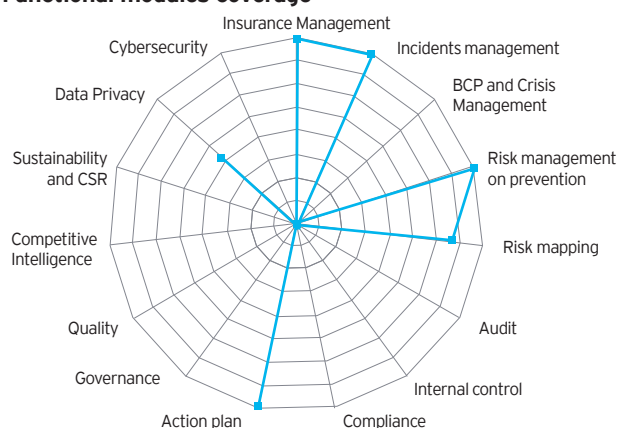 Functional modules coverage
Insurance Management
Cybersecurity
Incidents management
Data Privacy
BCP and Crisis
Management
Sustainability
and CSR
Risk management
on prevention
Competitive
Intelligence
Risk mapping
Quality
Audit
Governance
Internal control
Action plan
Compliance